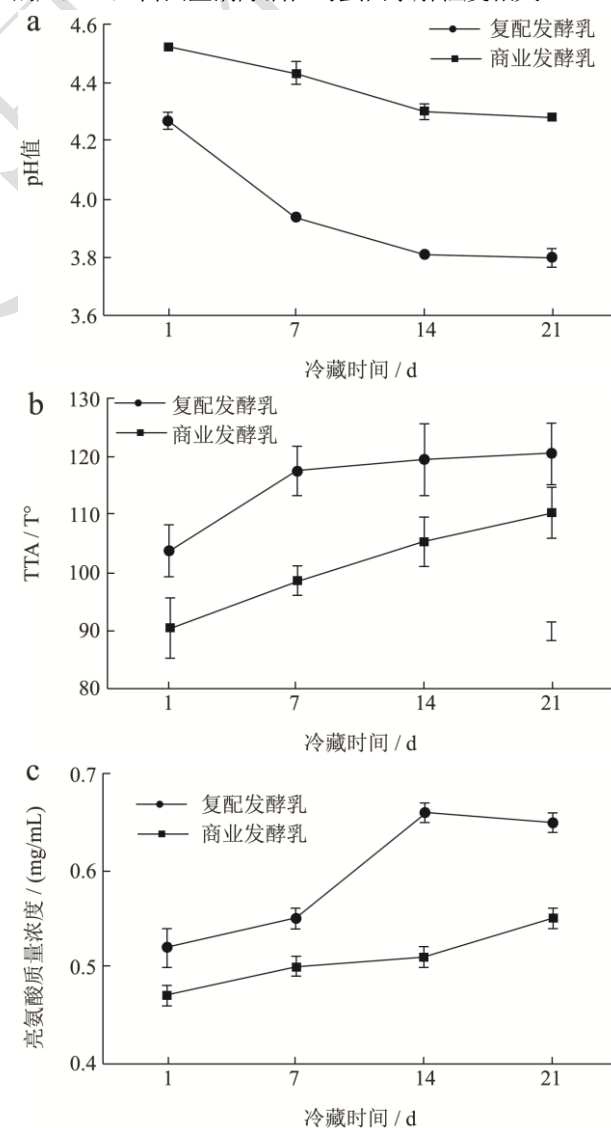 a
4.6
4.4
4.2
4.0
3.8
3.6
pH值
复配发酵乳
商业发酵乳
1 7 14 21
冷藏时间 / d
b
130
120
110
100
90
80
TTA / T°
复配发酵乳
商业发酵乳
1 7 14 21
冷藏时间 / d
c
0.7
0.6
0.5
0.4
亮氨酸质量浓度 / (mg/mL)
复配发酵乳
商业发酵乳
1 7 14 21
冷藏时间 / d